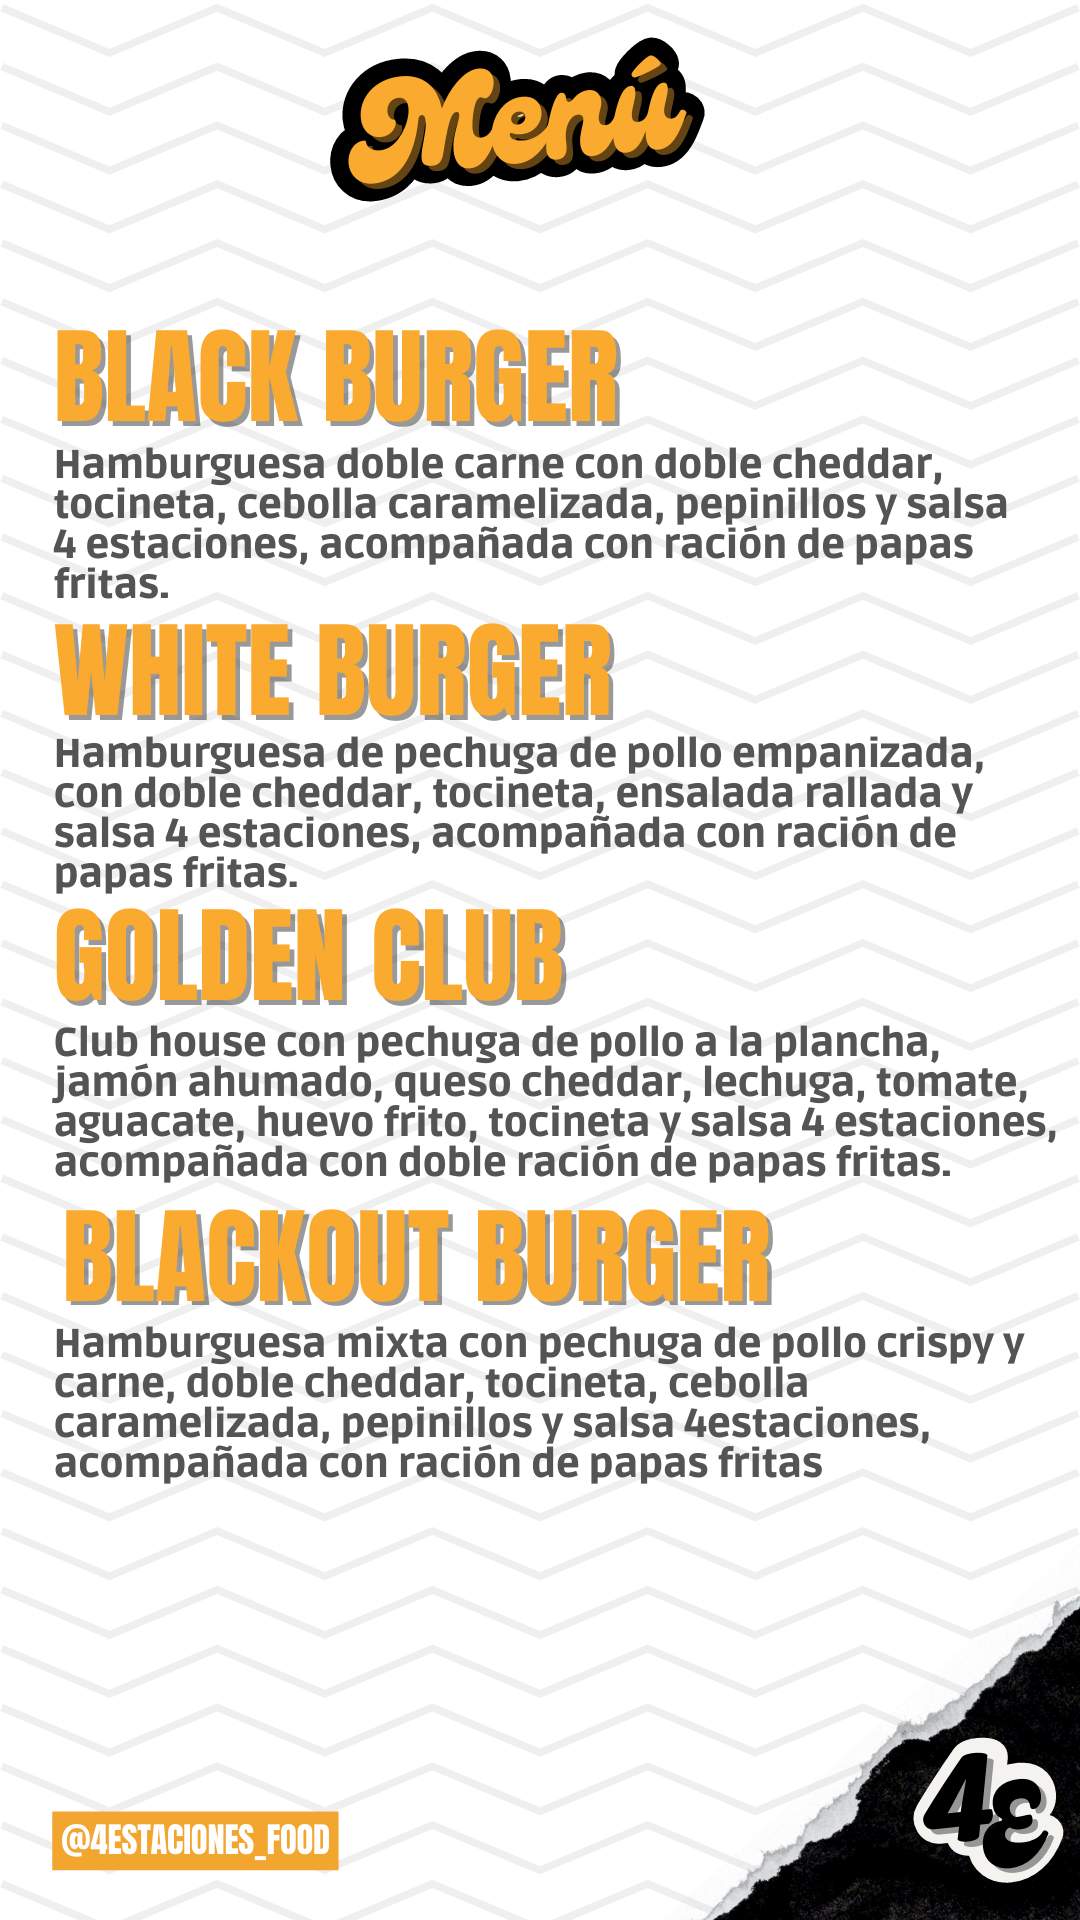 Menú
BLACK BURGER
Hamburguesa doble carne con doble cheddar,
tocineta, cebolla caramelizada, pepinillos y salsa
4 estaciones, acompañada con ración de papas
fritas.
WHITE BURGER
Hamburguesa de pechuga de pollo empanizada,
con doble cheddar, tocineta, ensalada rallada y
salsa 4 estaciones, acompañada con ración de
papas fritas.
GOLDEN CLUB
Club house con pechuga de pollo a la plancha,
jamón ahumado, queso cheddar, lechuga, tomate,
aguacate, huevo frito, tocineta y salsa 4 estaciones,
acompañada con doble ración de papas fritas.
BLACKOUT BURGER
Hamburguesa mixta con pechuga de pollo crispy y
carne, doble cheddar, tocineta, cebolla
caramelizada, pepinillos y salsa 4estaciones,
acompañada con ración de papas fritas
@4ESTACIONES_FOOD
4E